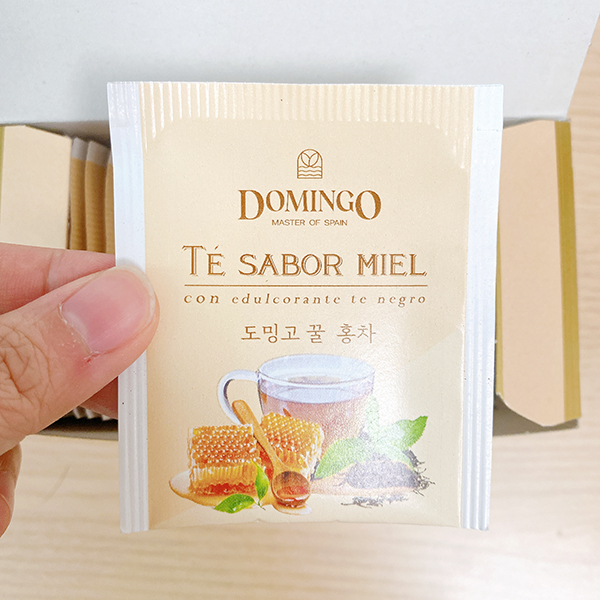 DOMINGO
MASTER OF SPAIN
TÉ SABOR MIEL
con edulcorante te negro
도밍고 꿀 홍차